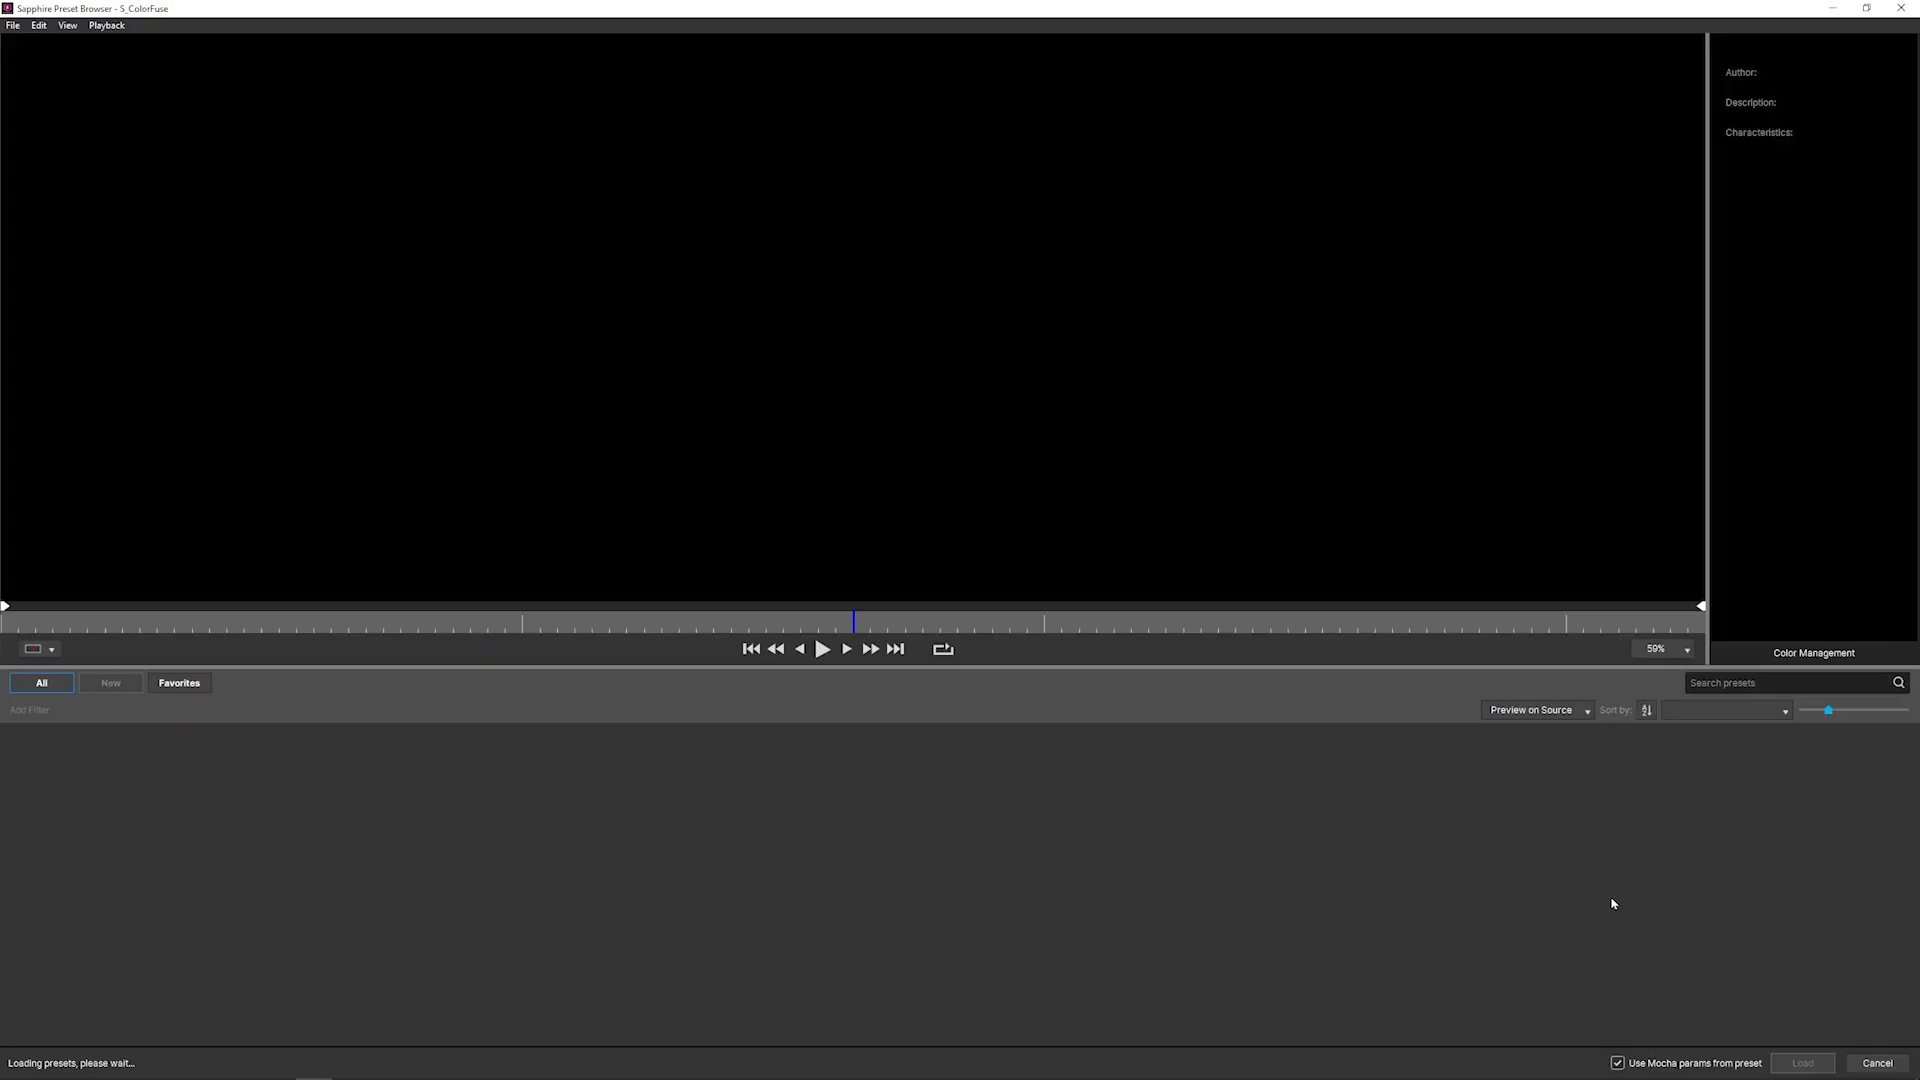 Sapphire Preset Browser - S_ColorFuse
File Edit View Playback
Author:
Description:
Characteristics:
59%
Color Management
All New Favorites
Search presets
Add Filter
Preview on Source Sort by:
Loading presets, please wait...
Use Mocha params from preset Load Cancel